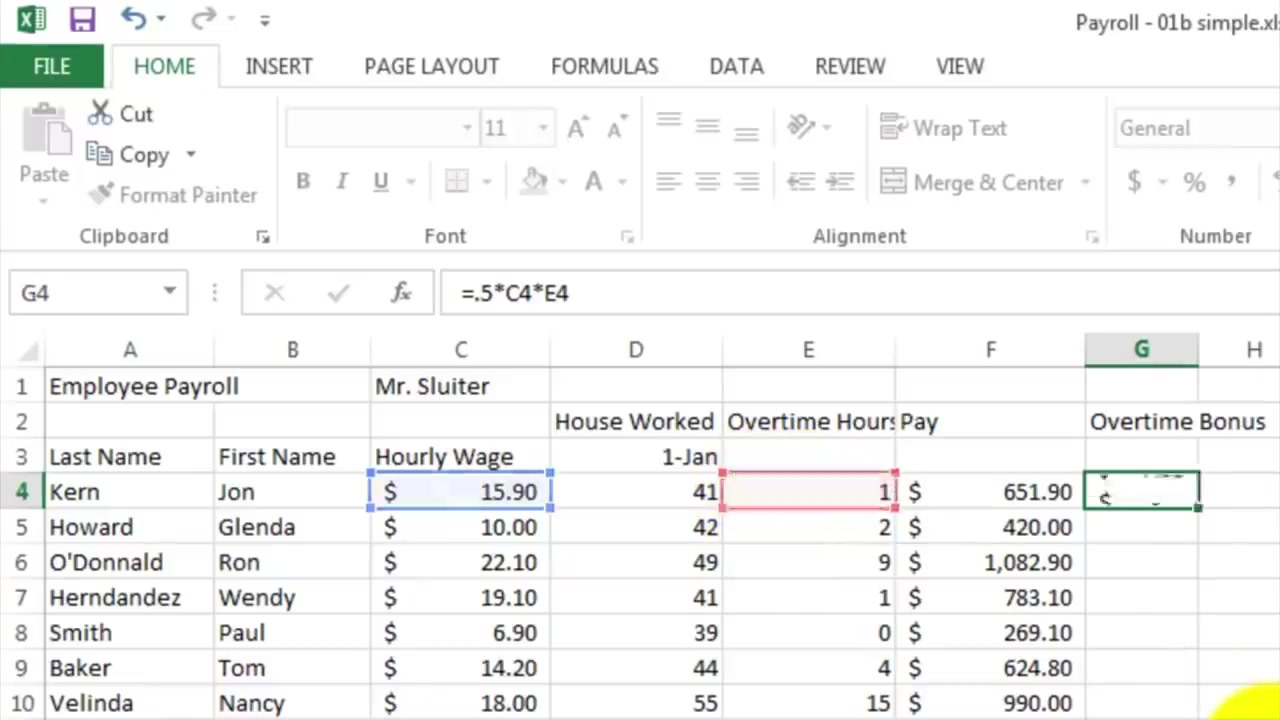 Payroll - 01b simple.xls
FILE HOME INSERT PAGE LAYOUT FORMULAS DATA REVIEW VIEW
Cut
Copy
Paste
Format Painter
11
B I U A
Wrap Text
Merge & Center
General
$ % ,
Clipboard Font Alignment Number
G4 fx =.5*C4*E4
A B C D E F G H
1 Employee Payroll Mr. Sluiter
2 House Worked Overtime Hours Pay Overtime Bonus
3 Last Name First Name Hourly Wage 1-Jan
4 Kern Jon $ 15.90 41 1 $ 651.90 $
5 Howard Glenda $ 10.00 42 2 $ 420.00
6 O'Donnald Ron $ 22.10 49 9 $ 1,082.90
7 Herndandez Wendy $ 19.10 41 1 $ 783.10
8 Smith Paul $ 6.90 39 0 $ 269.10
9 Baker Tom $ 14.20 44 4 $ 624.80
10 Velinda Nancy $ 18.00 55 15 $ 990.00